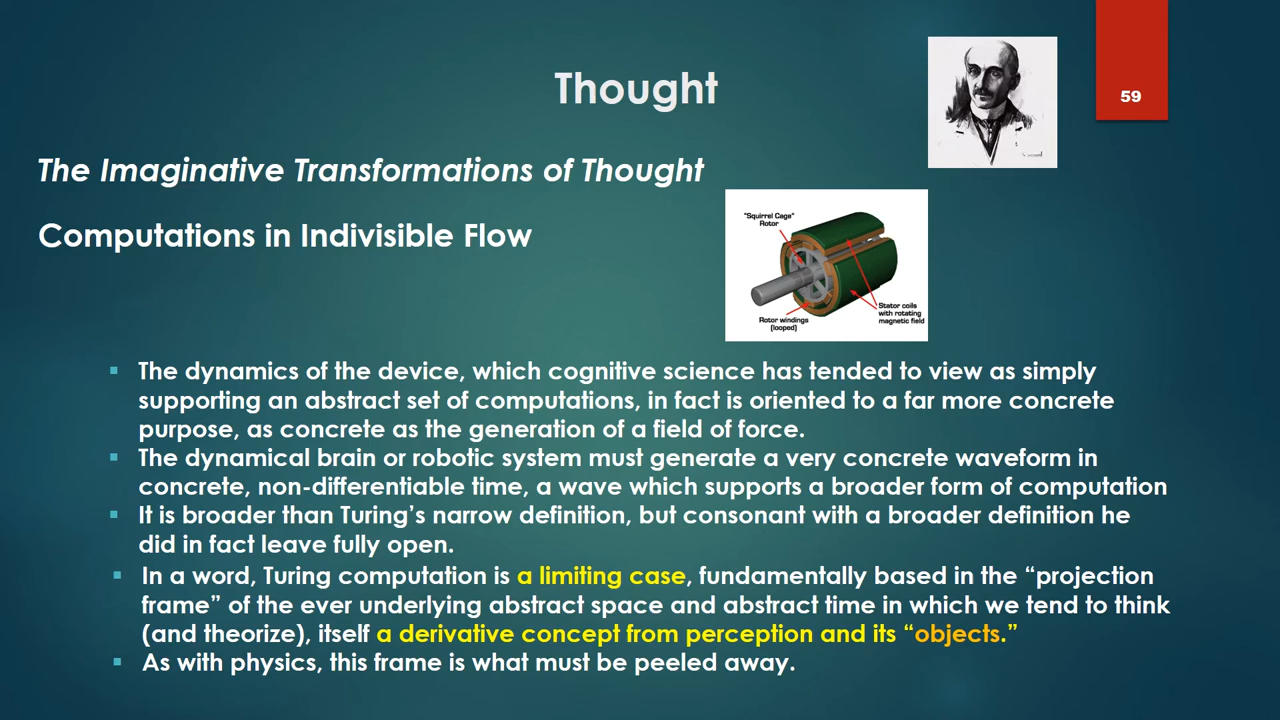 Thought
59
The Imaginative Transformations of Thought
Computations in Indivisible Flow
"Squirrel Cage"
Rotor
Rotor windings
(looped)
Stator coils
with rotating
magnetic field
The dynamics of the device, which cognitive science has tended to view as simply
supporting an abstract set of computations, in fact is oriented to a far more concrete
purpose, as concrete as the generation of a field of force.
The dynamical brain or robotic system must generate a very concrete waveform in
concrete, non-differentiable time, a wave which supports a broader form of computation
It is broader than Turing’s narrow definition, but consonant with a broader definition he
did in fact leave fully open.
In a word, Turing computation is a limiting case, fundamentally based in the “projection
frame” of the ever underlying abstract space and abstract time in which we tend to think
(and theorize), itself a derivative concept from perception and its “objects.”
As with physics, this frame is what must be peeled away.